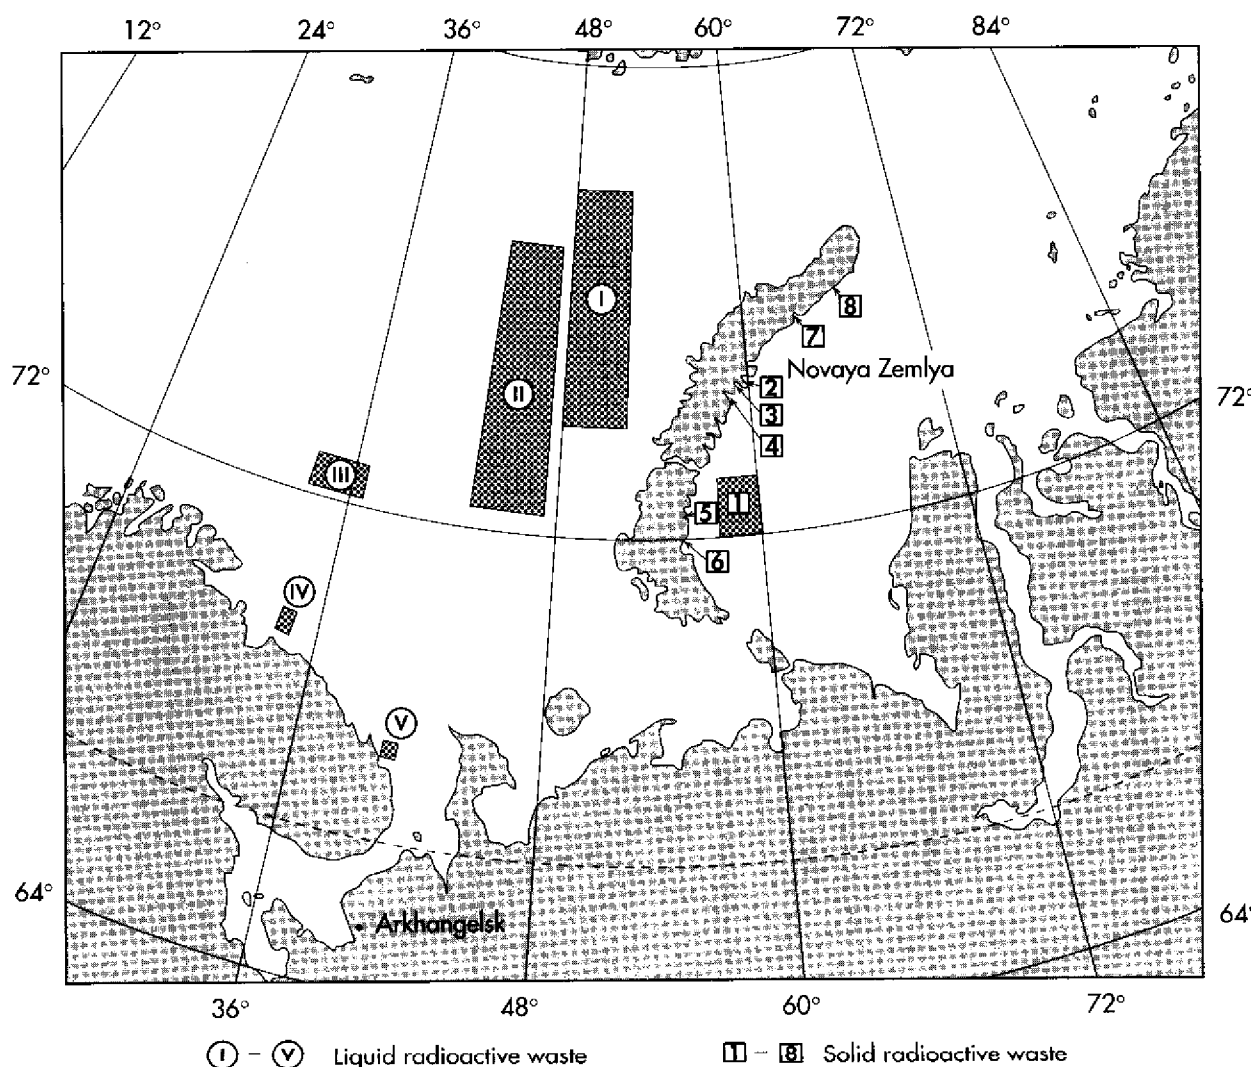 12° 24° 36° 48° 60° 72° 84°
I
8
7
Novaya Zemlya
72°
II
2
72°
3
4
III
5
1
6
IV
V
64°
64°
Arkhangelsk
36° 48° 60° 72°
I – V Liquid radioactive waste
1 – 8 Solid radioactive waste